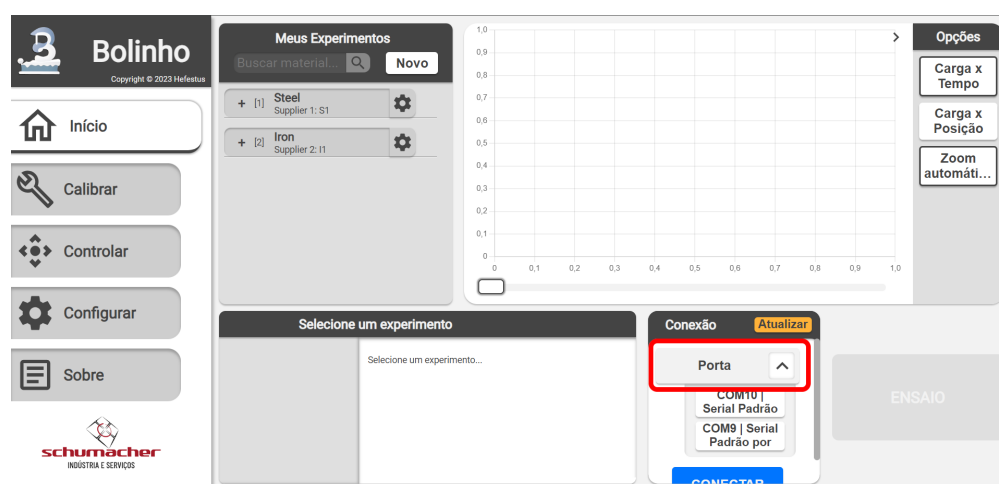 Bolinho
Copyright © 2023 Hefestus
Início
Calibrar
Controlar
Configurar
Sobre
schumacher
INDÚSTRIA E SERVIÇOS
Meus Experimentos
Buscar material...
Novo
+ [1] Steel
Supplier 1: S1
+ [2] Iron
Supplier 2: I1
1,0
0,9
0,8
0,7
0,6
0,5
0,4
0,3
0,2
0,1
0
0 0,1 0,2 0,3 0,4 0,5 0,6 0,7 0,8 0,9 1,0
Opções
Carga x
Tempo
Carga x
Posição
Zoom
automáti...
Selecione um experimento
Selecione um experimento...
Conexão
Atualizar
Porta
COM10 |
Serial Padrão
COM9 | Serial
Padrão por
CONECTAR
ENSAIO